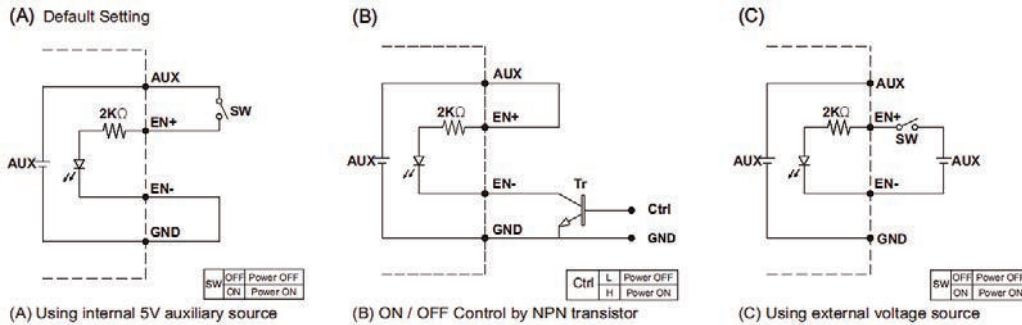 (A) Default Setting
AUX
2KΩ
EN+
SW
AUX
EN-
GND
SW OFF Power OFF
ON Power ON
(A) Using internal 5V auxiliary source
(B)
AUX
2KΩ
EN+
AUX
EN-
Tr
Ctrl
GND
GND
Ctrl L Power OFF
H Power ON
(B) ON / OFF Control by NPN transistor
(C)
AUX
2KΩ
EN+
SW
AUX
AUX
EN-
GND
SW OFF Power OFF
ON Power ON
(C) Using external voltage source